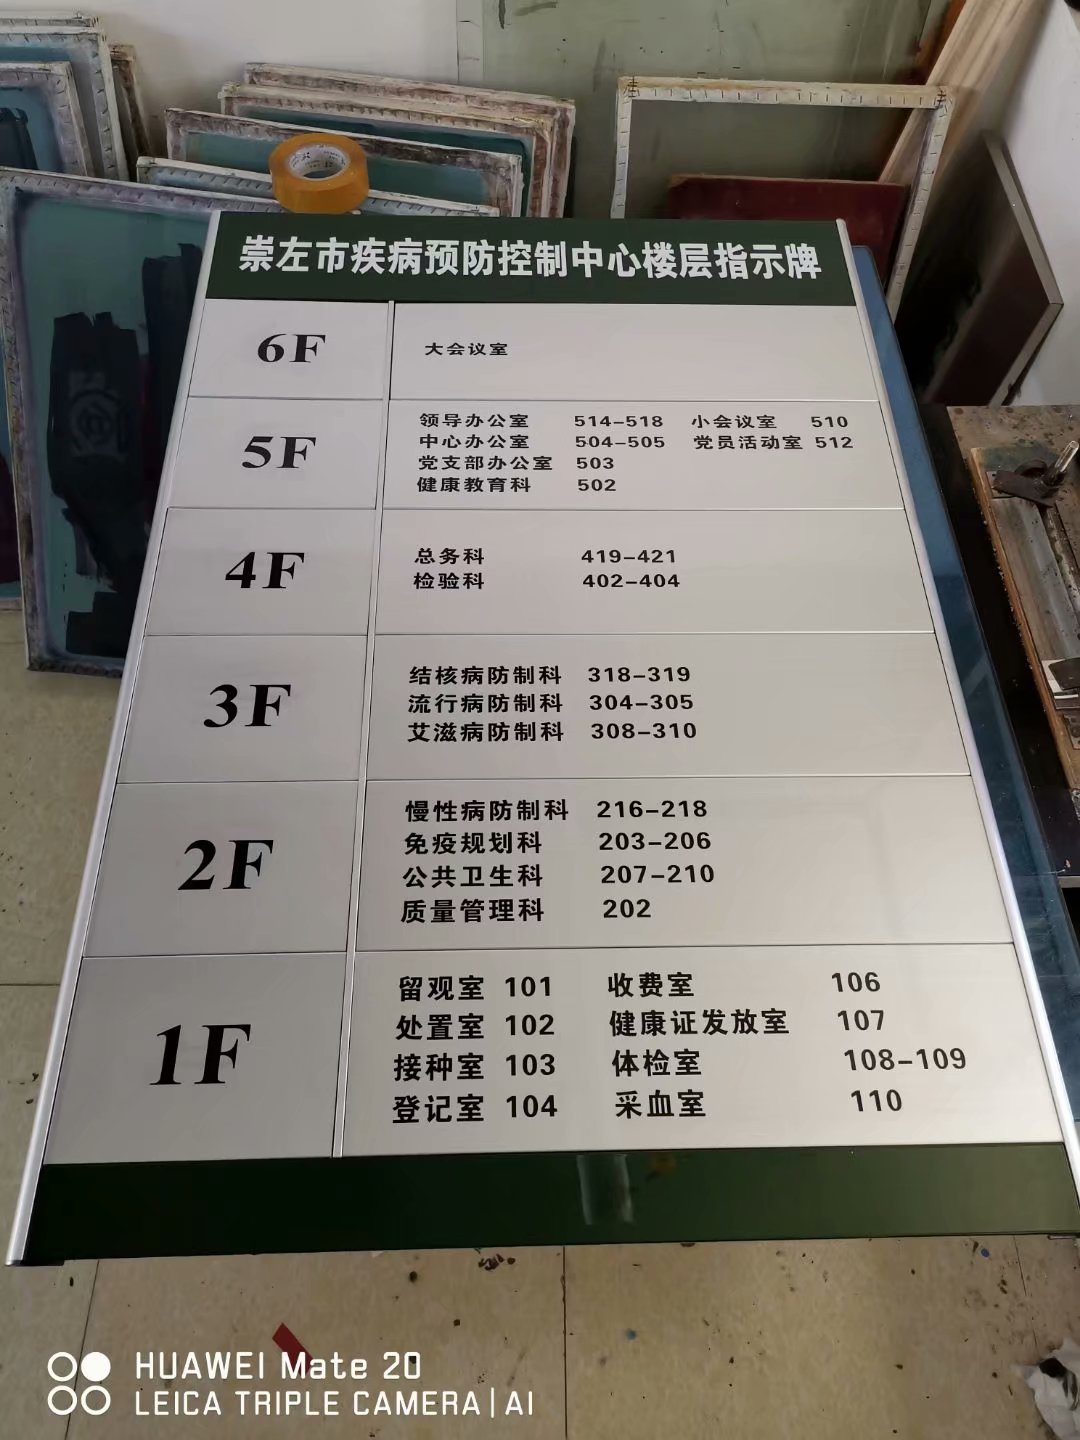 崇左市疾病预防控制中心楼层指示牌
6F 大会议室
5F
领导办公室 514-518 小会议室 510
中心办公室 504-505 党员活动室 512
党支部办公室 503
健康教育科 502
4F
总务科 419-421
检验科 402-404
3F
结核病防制科 318-319
流行病防制科 304-305
艾滋病防制科 308-310
2F
慢性病防制科 216-218
免疫规划科 203-206
公共卫生科 207-210
质量管理科 202
1F
留观室 101 收费室 106
处置室 102 健康证发放室 107
接种室 103 体检室 108-109
登记室 104 采血室 110
HUAWEI Mate 20
LEICA TRIPLE CAMERA | AI